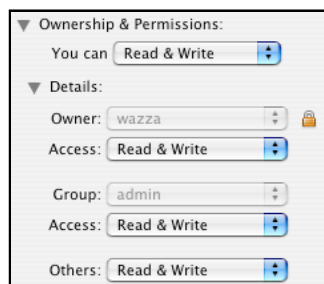 Ownership & Permissions:
You can Read & Write
Details:
Owner: wazza
Access: Read & Write
Group: admin
Access: Read & Write
Others: Read & Write